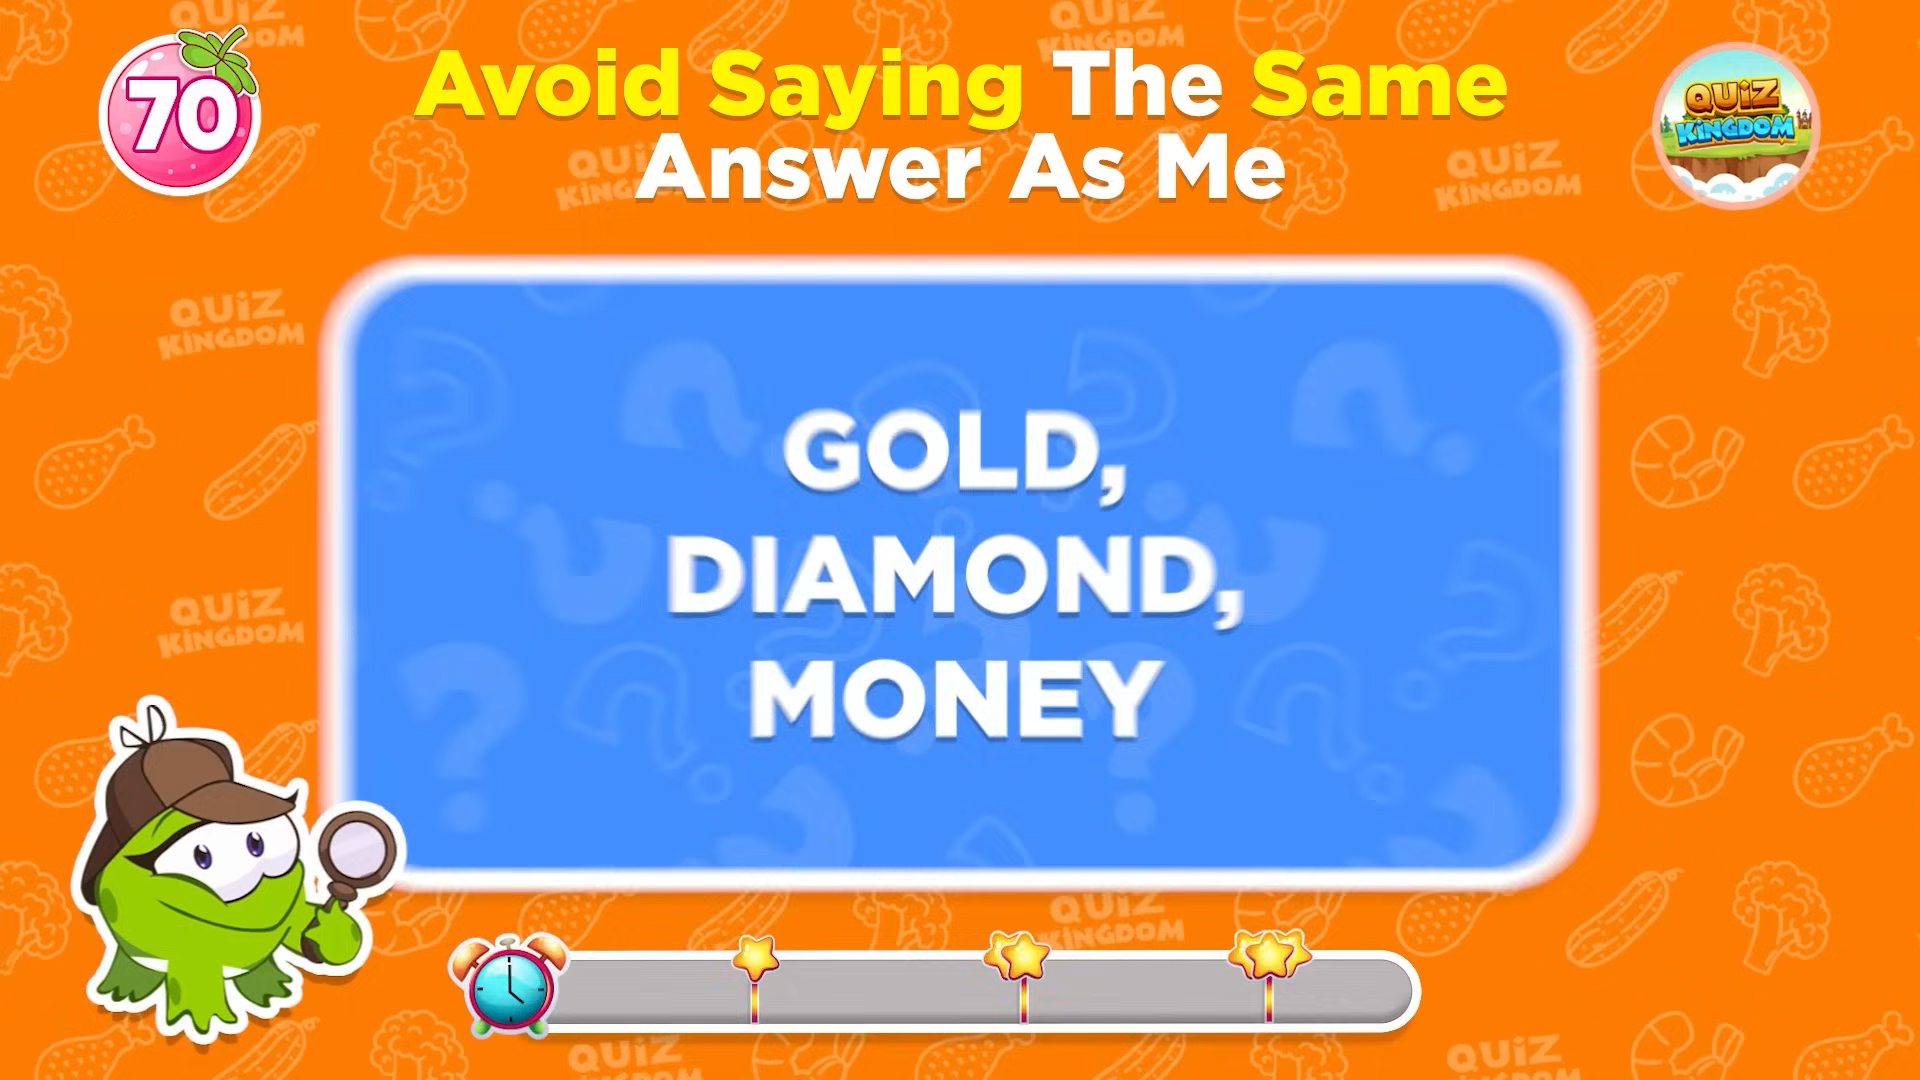 70
Avoid Saying The Same
Answer As Me
QUIZ
KINGDOM
GOLD,
DIAMOND,
MONEY